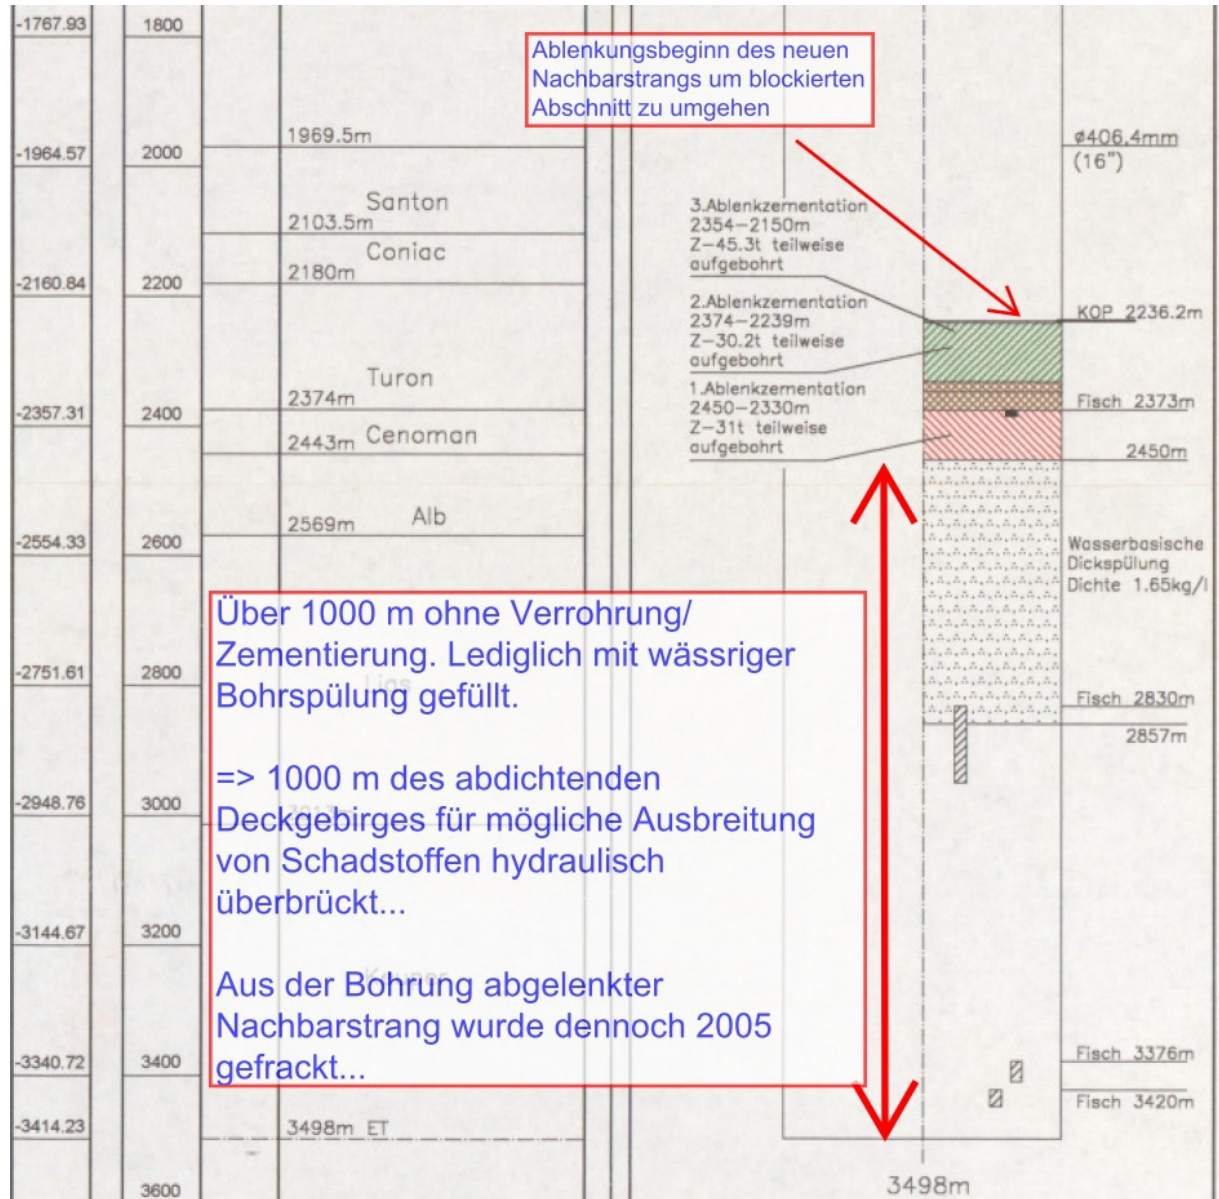 -1767.93
1800
Ablenkungsbeginn des neuen
Nachbarstrangs um blockierten
Abschnitt zu umgehen
1969.5m
ø406.4mm
(16")
-1964.57
2000
Santon
2103.5m
Coniac
2180m
3.Ablenkzementation
2354-2150m
Z-45.3t teilweise
aufgebohrt
-2160.84
2200
2.Ablenkzementation
2374-2239m
Z-30.2t teilweise
aufgebohrt
KOP 2236.2m
Turon
2374m
1.Ablenkzementation
2450-2330m
Z-31t teilweise
aufgebohrt
Fisch 2373m
-2357.31
2400
2443m Cenoman
2450m
2569m
Alb
-2554.33
2600
Wasserbasische
Dickspülung
Dichte 1.65kg/l
Über 1000 m ohne Verrohrung/
Zementierung. Lediglich mit wässriger
Bohrspülung gefüllt.
-2751.61
2800
Lias
Fisch 2830m
2857m
=> 1000 m des abdichtenden
Deckgebirges für mögliche Ausbreitung
von Schadstoffen hydraulisch
überbrückt...
-2948.76
3000
-3144.67
3200
Keuper
Aus der Bohrung abgelenkter
Nachbarstrang wurde dennoch 2005
gefrackt...
-3340.72
3400
Fisch 3376m
Fisch 3420m
-3414.23
3498m ET
3498m
3600